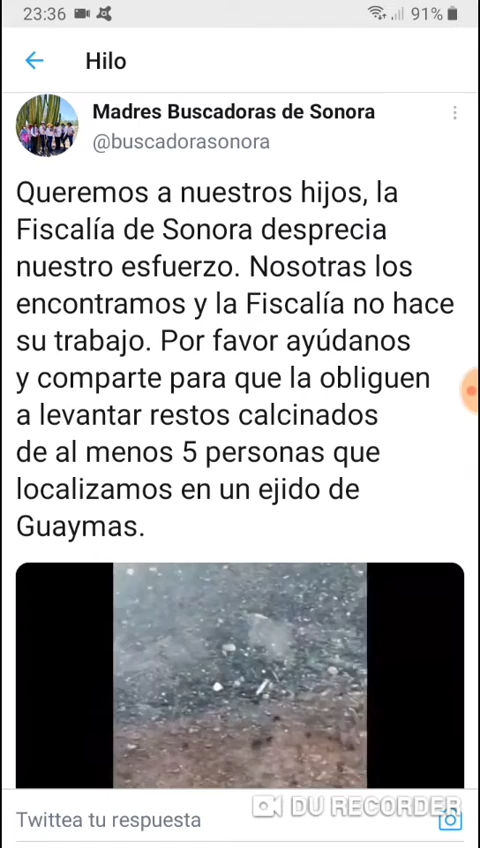 23:36
91%
Hilo
Madres Buscadoras de Sonora
@buscadorasonora
Queremos a nuestros hijos, la
Fiscalía de Sonora desprecia
nuestro esfuerzo. Nosotras los
encontramos y la Fiscalía no hace
su trabajo. Por favor ayúdanos
y comparte para que la obliguen
a levantar restos calcinados
de al menos 5 personas que
localizamos en un ejido de
Guaymas.
Twittea tu respuesta
DU RECORDER